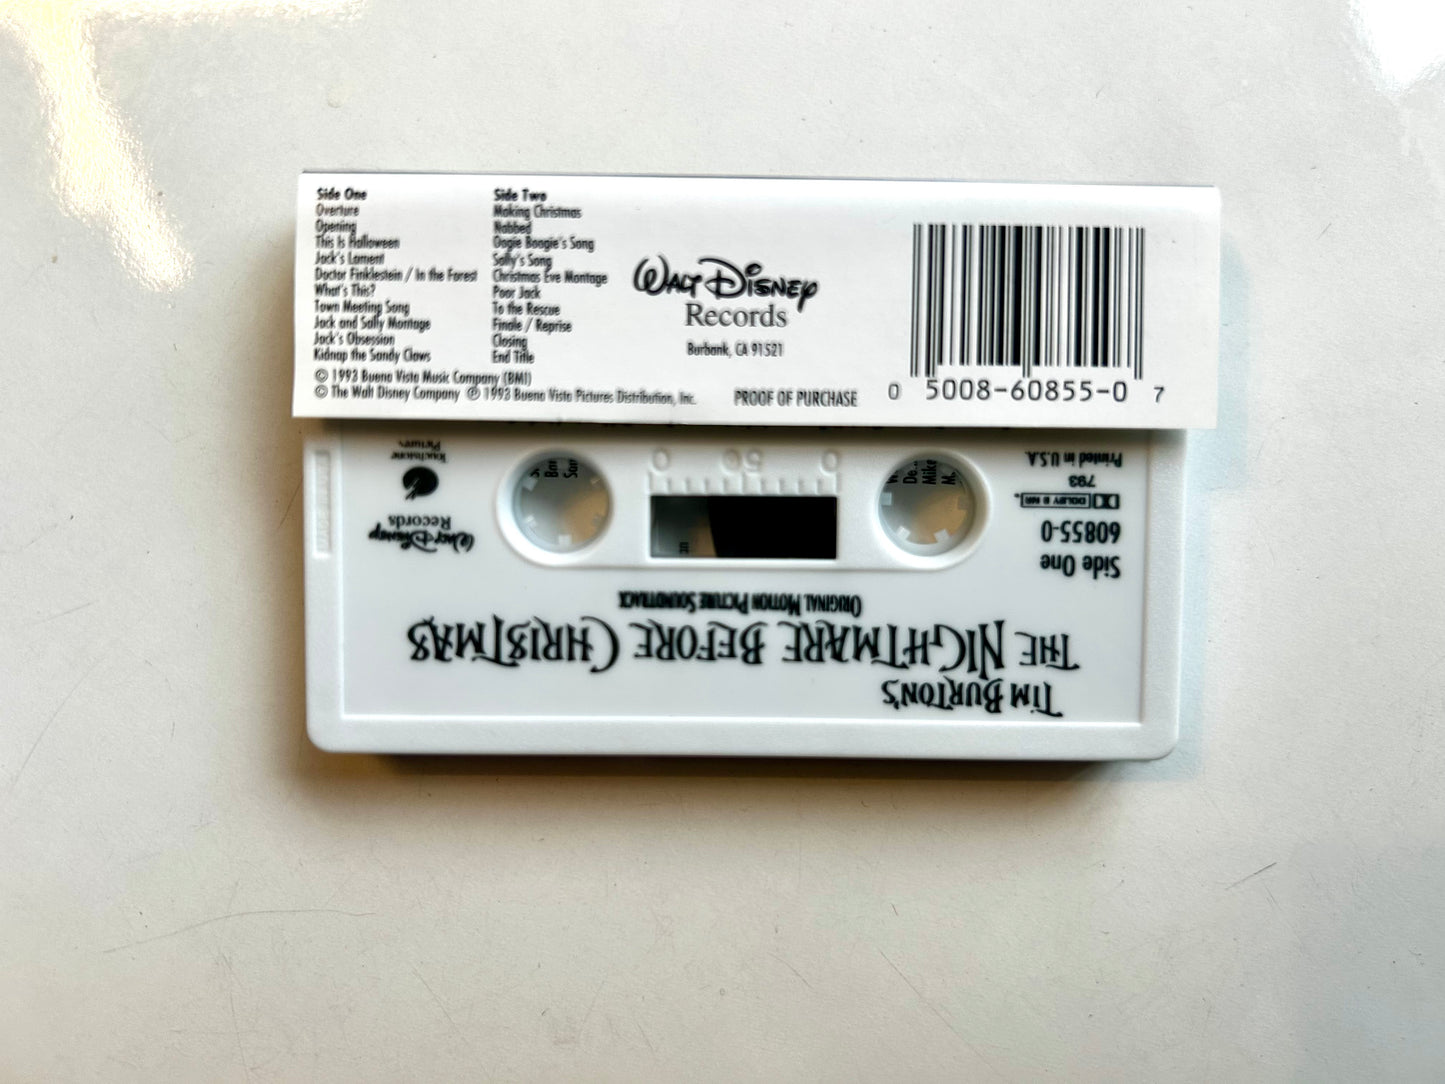 Side One
Overture
Opening
This Is Halloween
Jack's Lament
Doctor Finklestein / In the Forest
What's This?
Town Meeting Song
Jack and Sally Montage
Jack's Obsession
Kidnap the Sandy Claws
Side Two
Making Christmas
Nabbed
Oogie Boogie's Song
Sally's Song
Christmas Eve Montage
Poor Jack
To the Rescue
Finale / Reprise
Closing
End Title
© 1993 Buena Vista Music Company (BMI)
© The Walt Disney Company ℗ 1993 Buena Vista Pictures Distribution, Inc.
WALT DISNEY
Records
Burbank, CA 91521
PROOF OF PURCHASE
0 5008-60855-0 7
TIM BURTON'S
THE NIGHTMARE BEFORE CHRISTMAS
ORIGINAL MOTION PICTURE SOUNDTRACK
Side One
60855-0
DOLBY B NR
793
Printed in U.S.A.
0 50 0
WALT DISNEY
Records
Touchstone
Pictures
Mike